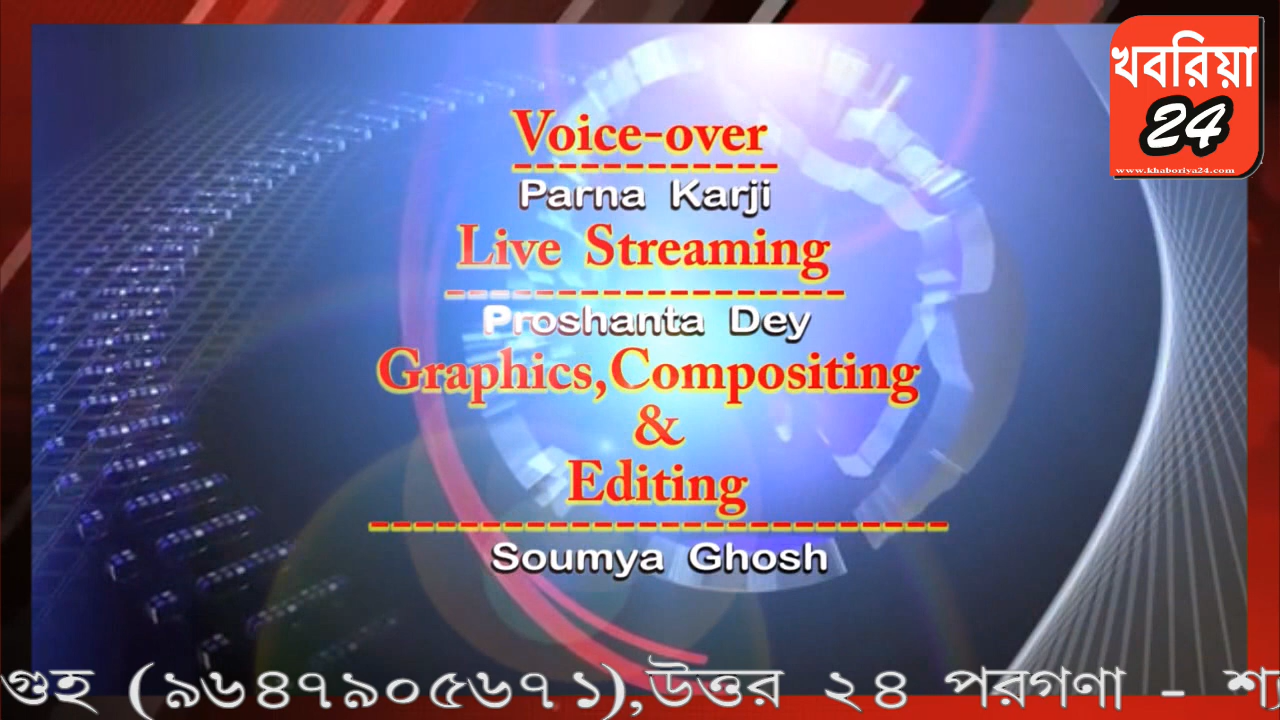 খবরিয়া
24
www.khaboriya24.com
Voice-over
Parna Karji
Live Streaming
Proshanta Dey
Graphics,Compositing
&
Editing
Soumya Ghosh
গুহ (৯৬৪৭৯০৫৬৭১),উত্তর ২৪ পরগণা -